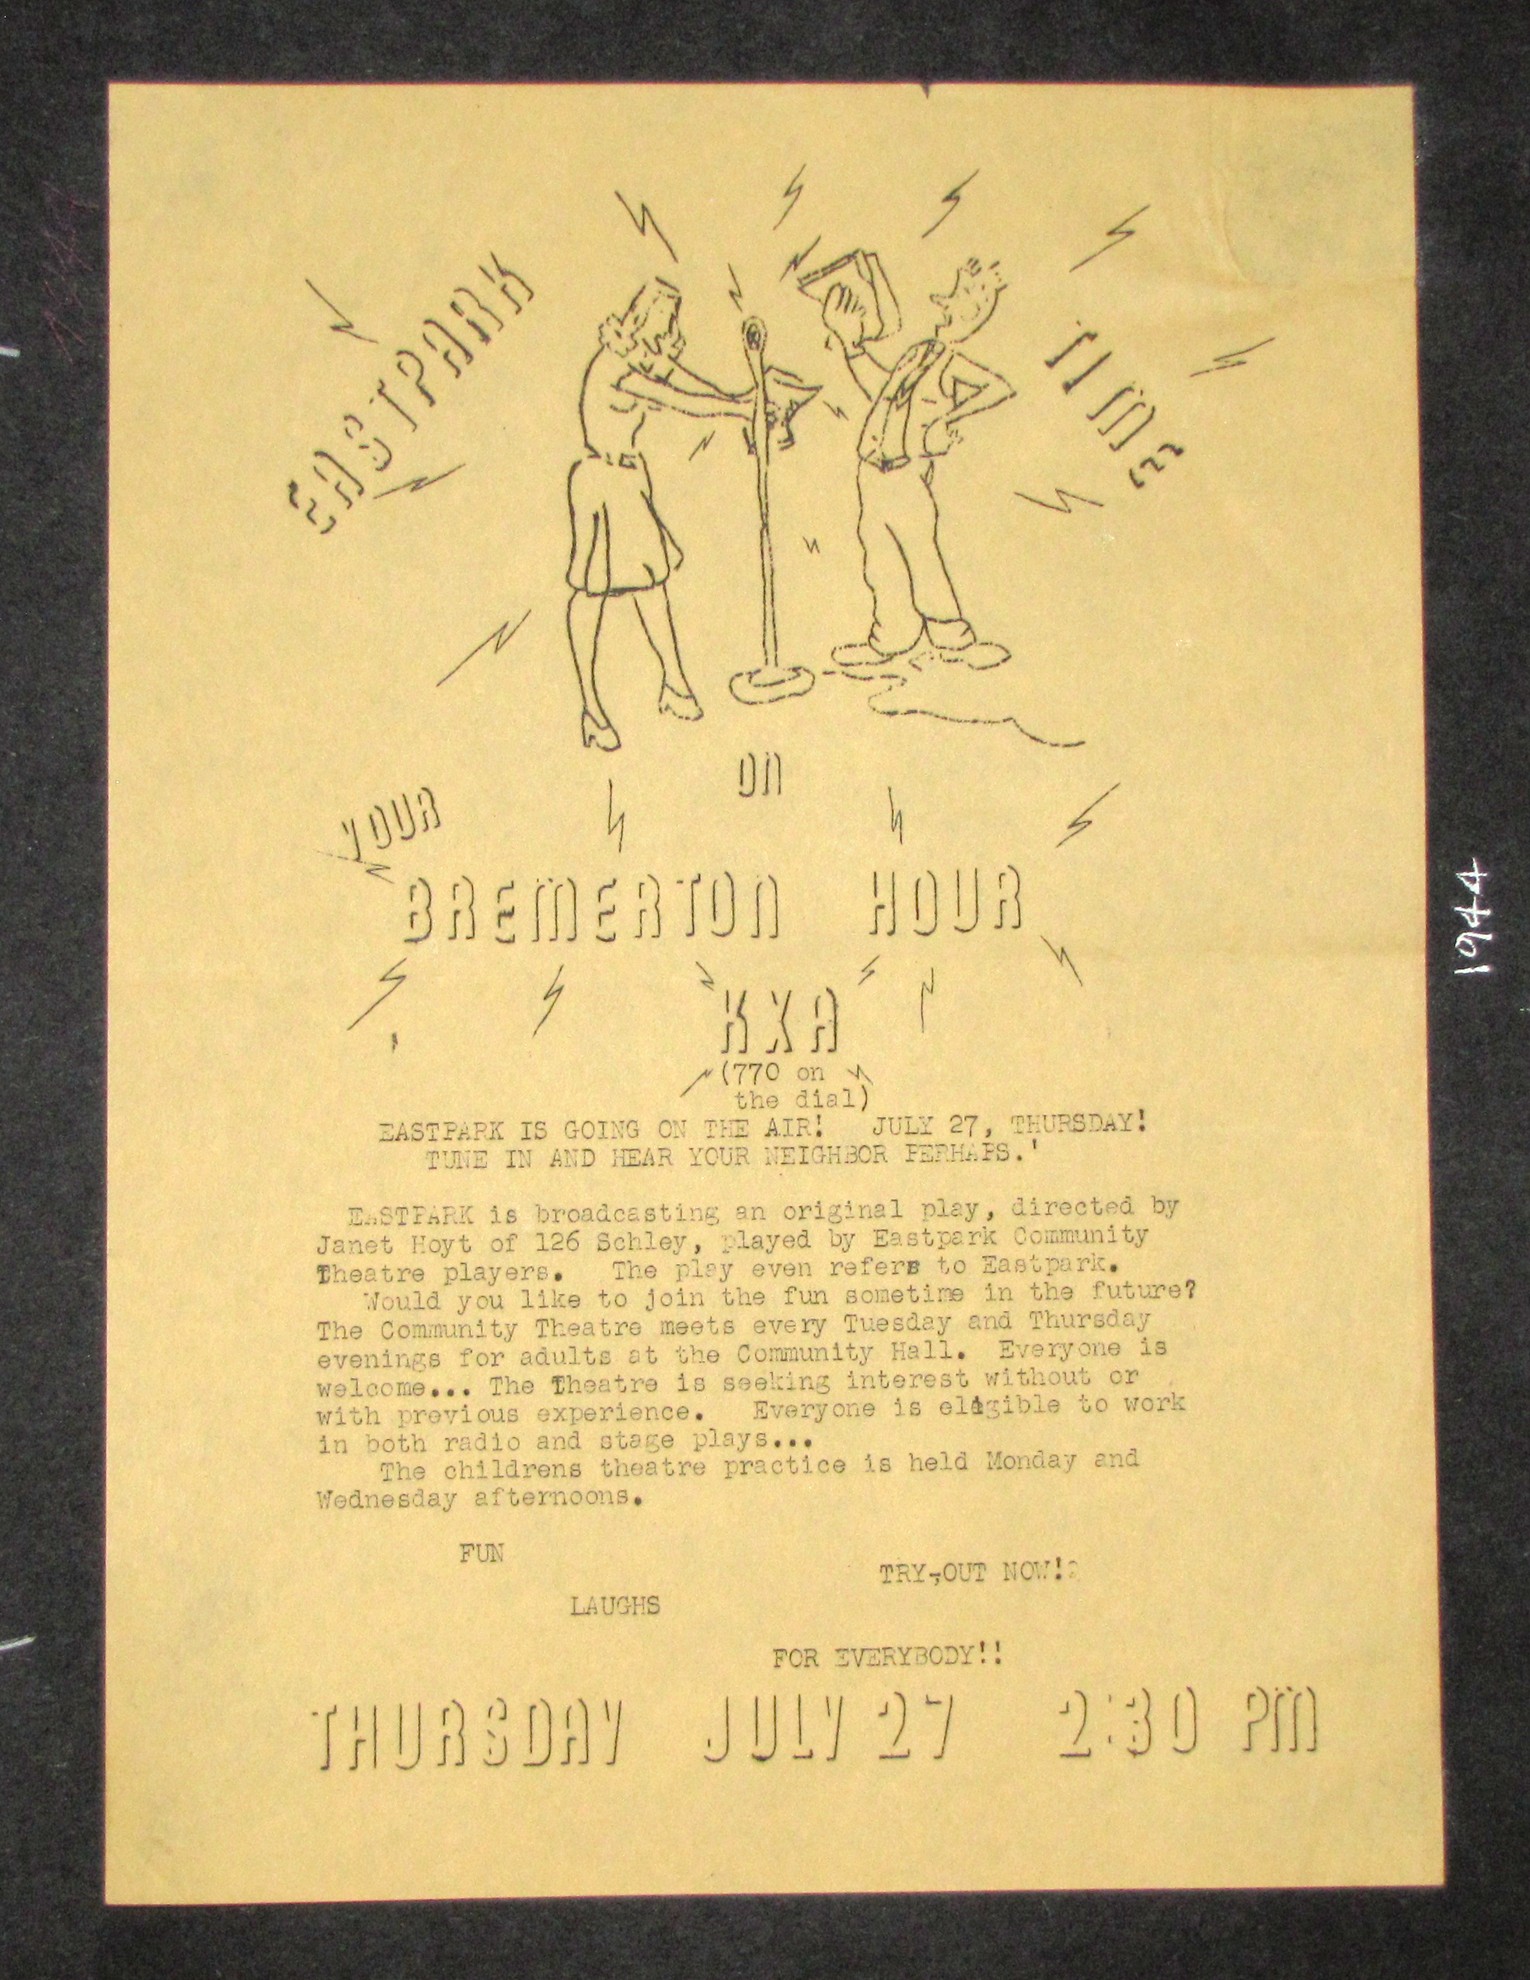 EASTPARK TIME
ON
YOUR
BREMERTON HOUR
KXA
(770 on
the dial)
EASTPARK IS GOING ON THE AIR! JULY 27, THURSDAY!
TUNE IN AND HEAR YOUR NEIGHBOR PERHAPS.'
EASTPARK is broadcasting an original play, directed by
Janet Hoyt of 126 Schley, played by Eastpark Community
Theatre players. The play even refers to Eastpark.
Would you like to join the fun sometime in the future?
The Community Theatre meets every Tuesday and Thursday
evenings for adults at the Community Hall. Everyone is
welcome... The Theatre is seeking interest without or
with previous experience. Everyone is eligible to work
in both radio and stage plays...
The childrens theatre practice is held Monday and
Wednesday afternoons.
FUN
TRY-OUT NOW!
LAUGHS
FOR EVERYBODY!!
THURSDAY JULY 27 2:30 PM
1944